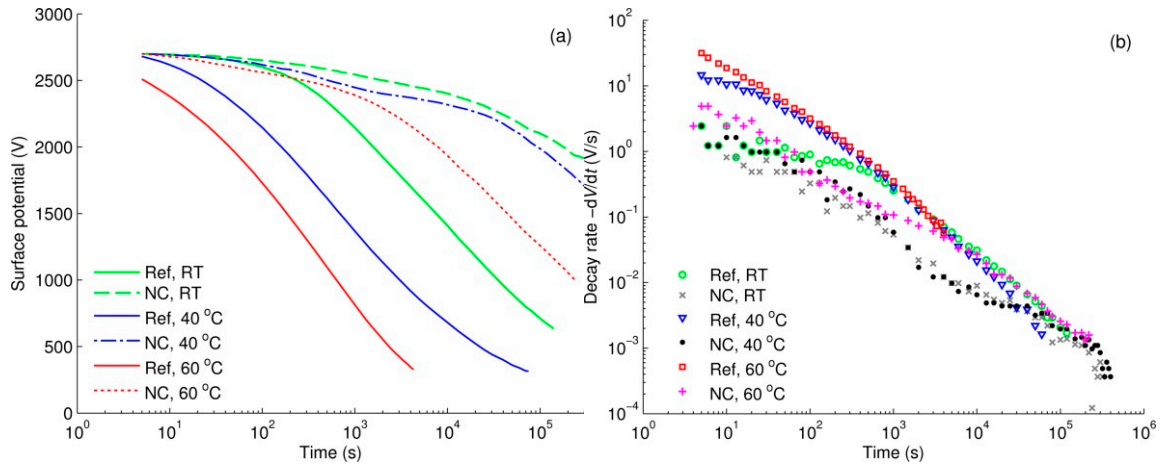 3000
2500
2000
1500
1000
500
0
Surface potential (V)
(a)
Ref, RT
NC, RT
Ref, 40 °C
NC, 40 °C
Ref, 60 °C
NC, 60 °C
10^0 10^1 10^2 10^3 10^4 10^5
Time (s)
10^2
10^1
10^0
10^-1
10^-2
10^-3
10^-4
Decay rate −dV/dt (V/s)
(b)
Ref, RT
NC, RT
Ref, 40 °C
NC, 40 °C
Ref, 60 °C
NC, 60 °C
10^0 10^1 10^2 10^3 10^4 10^5 10^6
Time (s)